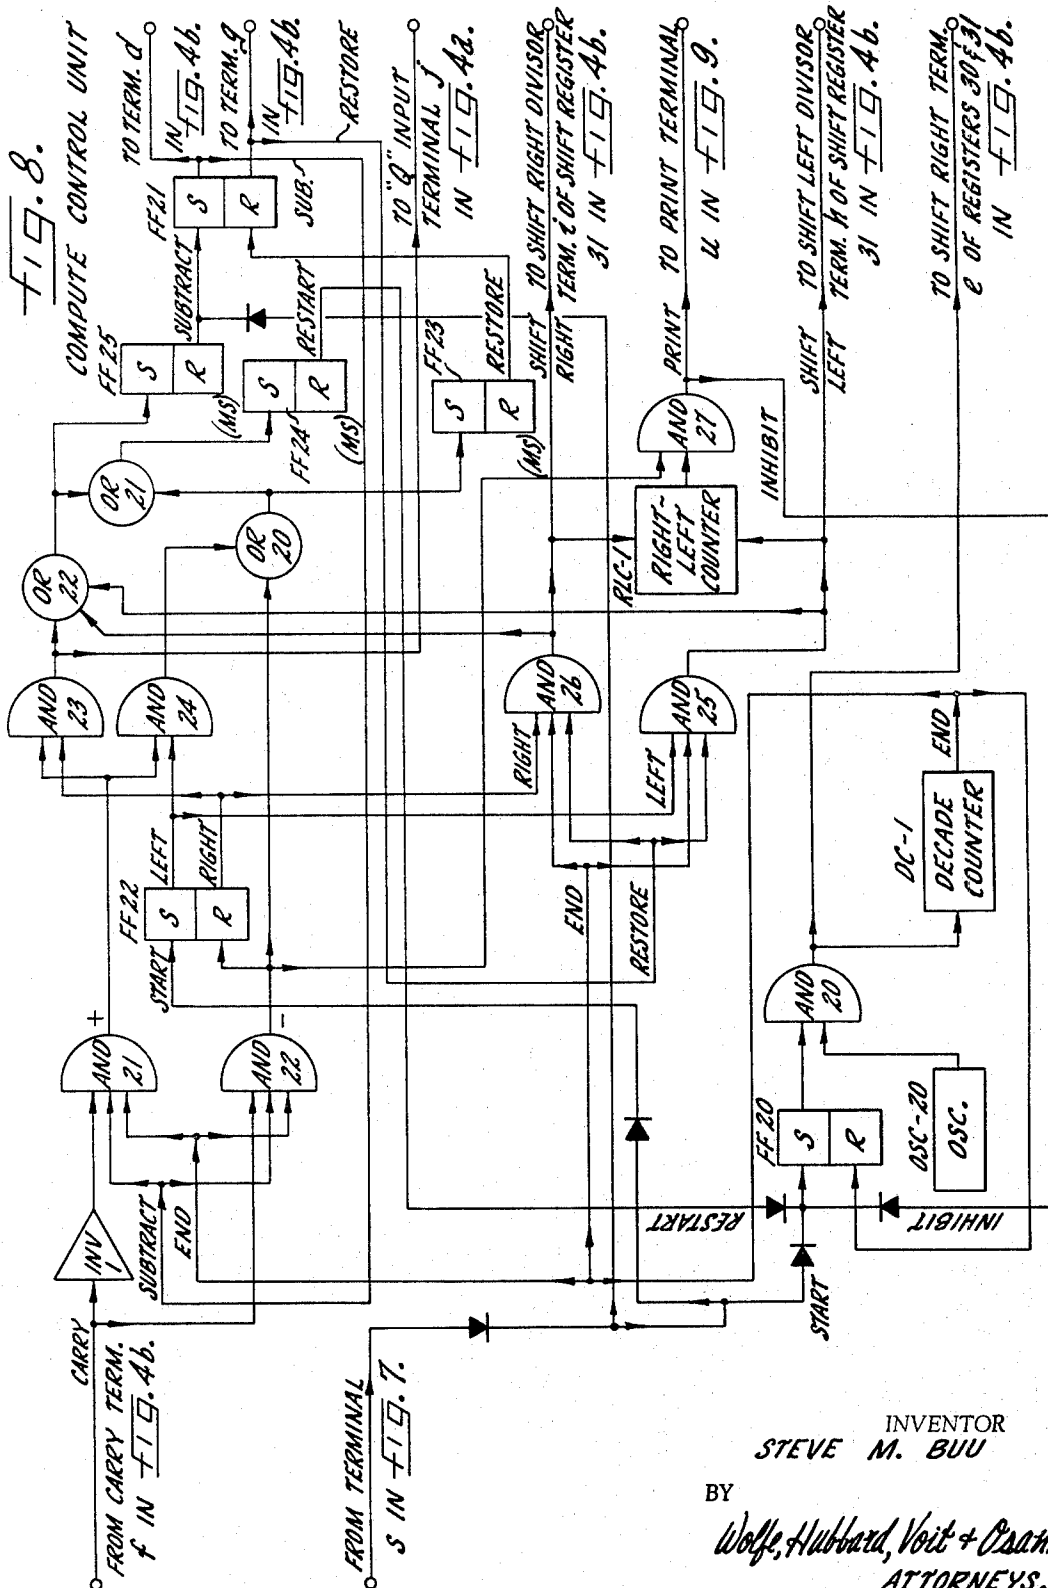 Fig. 8.
COMPUTE CONTROL UNIT
FROM CARRY TERM.
f IN Fig. 4b.
CARRY
INV
1
SUBTRACT
END
AND
21
+
AND
22
-
START
FF22
S
R
LEFT
RIGHT
AND
23
AND
24
OR
22
OR
21
OR
20
FF25
S
R
(MS)
SUBTRACT
FF24
S
R
(MS)
RESTART
FF21
S
R
SUB.
TO TERM. d
IN Fig. 4b.
TO TERM. g
IN Fig. 4b.
RESTORE
FF23
S
R
(MS)
RESTORE
TO "Q" INPUT
TERMINAL j
IN Fig. 4a.
FROM TERMINAL
s IN Fig. 7.
END
RESTORE
RIGHT
AND
26
LEFT
AND
25
SHIFT
RIGHT
TO SHIFT RIGHT DIVISOR
TERM. i OF SHIFT REGISTER
31 IN Fig. 4b.
RLC-1
RIGHT-
LEFT
COUNTER
AND
27
PRINT
TO PRINT TERMINAL
u IN Fig. 9.
INHIBIT
SHIFT
LEFT
TO SHIFT LEFT DIVISOR
TERM. h OF SHIFT REGISTER
31 IN Fig. 4b.
START
RESTART
INHIBIT
FF20
S
R
OSC-20
OSC.
AND
20
DC-1
DECADE
COUNTER
END
TO SHIFT RIGHT TERM.
e OF REGISTERS 30 & 31
IN Fig. 4b.
INVENTOR
STEVE M. BUU
BY
Wolfe, Hubbard, Voit & Osann
ATTORNEYS.